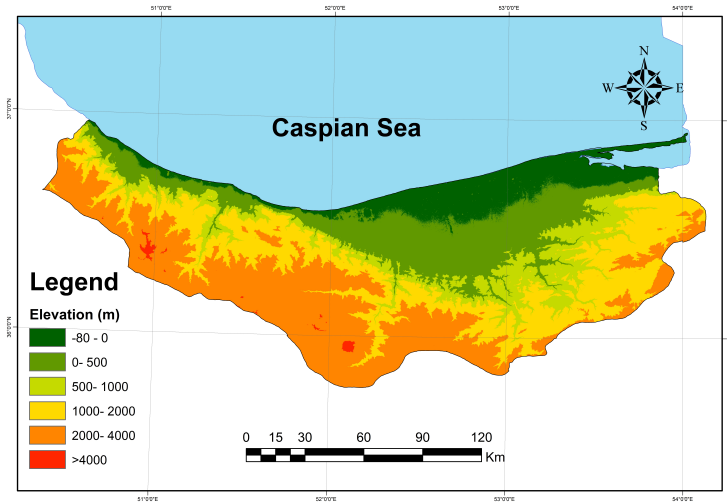 51°0'0"E 52°0'0"E 53°0'0"E 54°0'0"E
N
W E
S
37°0'0"N
Caspian Sea
Legend
Elevation (m)
-80 - 0
0- 500
500- 1000
1000- 2000
2000- 4000
>4000
36°0'0"N
0 15 30 60 90 120
Km
51°0'0"E 52°0'0"E 53°0'0"E 54°0'0"E